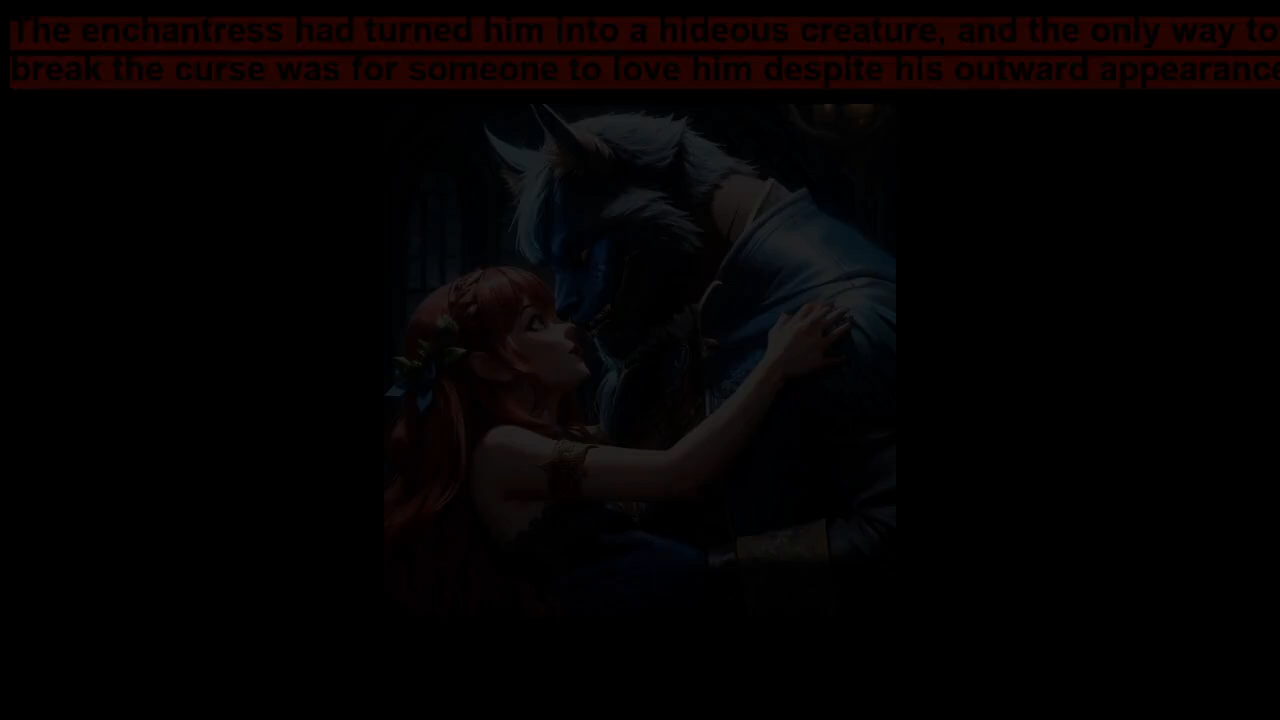 The enchantress had turned him into a hideous creature, and the only way to
break the curse was for someone to love him despite his outward appearance